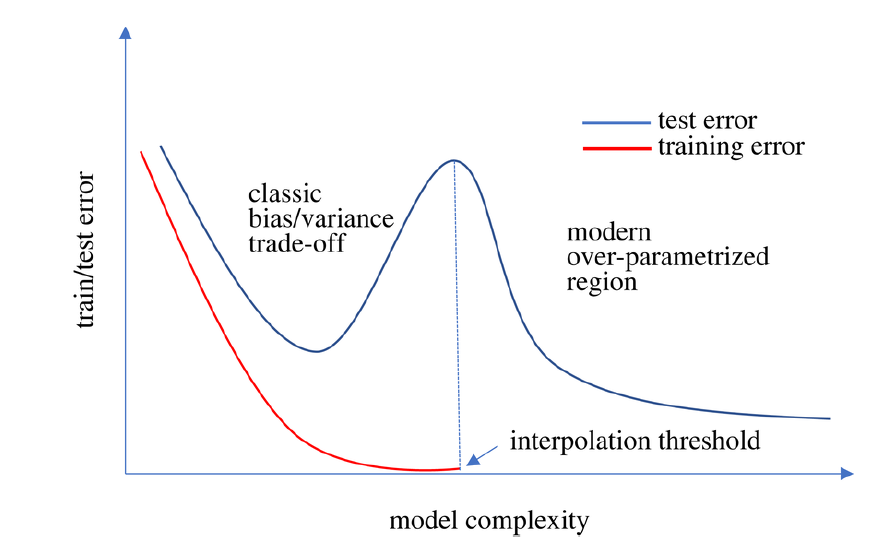 test error
training error
classic
bias/variance
trade-off
modern
over-parametrized
region
train/test error
interpolation threshold
model complexity